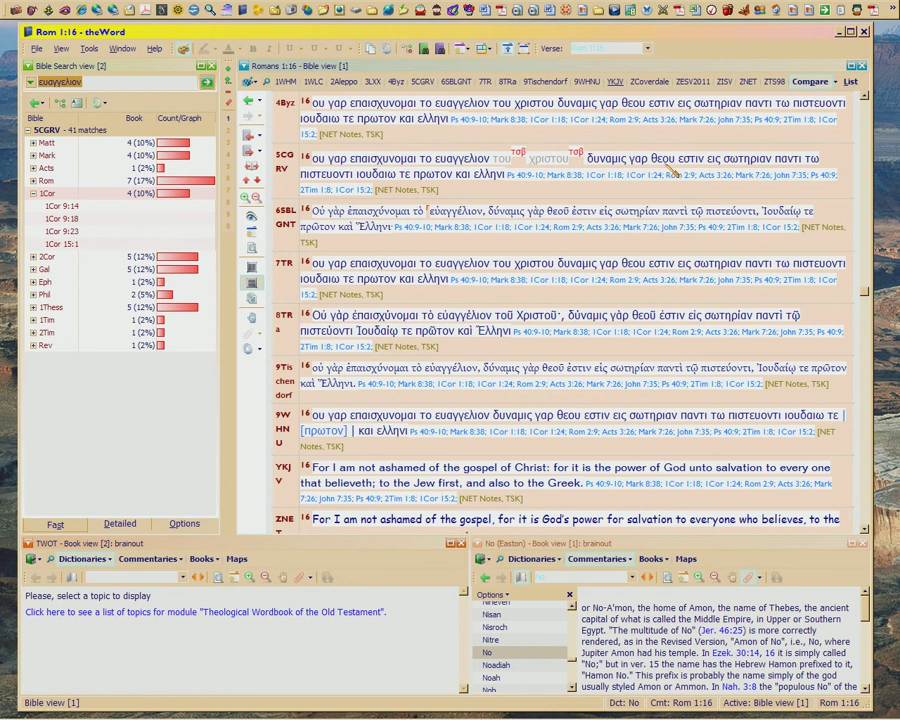 Rom 1:16 - theWord
File View Tools Window Help Verse: Rom 1:16
Bible Search view [2]
ευαγγελιον
Bible Book Count/Graph
5CGRV - 41 matches
Matt 4 (10%)
Mark 4 (10%)
Acts 2 (1%)
Rom 7 (17%)
1Cor 4 (10%)
1Cor 9:14
1Cor 9:18
1Cor 9:23
1Cor 15:1
2Cor 5 (12%)
Gal 5 (12%)
Eph 1 (2%)
Phil 2 (5%)
1Thess 5 (12%)
1Tim 1 (2%)
2Tim 1 (2%)
Rev 1 (2%)
Fast Detailed Options
Romans 1:16 - Bible view [1]
1WHM 1WLC 2Aleppo 3LXX 4Byz 5CGRV 6SBLGNT 7TR 8TRa 9Tischendorf 9WHNU YKJV ZCoverdale ZESV2011 ZISV ZNET ZTS98 Compare List
4Byz 16 ου γαρ επαισχυνομαι το ευαγγελιον του χριστου δυναμις γαρ θεου εστιν εις σωτηριαν παντι τω πιστευοντι
ιουδαιω τε πρωτον και ελληνι Ps 40:9-10; Mark 8:38; 1Cor 1:18; 1Cor 1:24; Rom 2:9; Acts 3:26; Mark 7:26; John 7:35; Ps 40:9; 2Tim 1:8; 1Cor
15:2; [NET Notes, TSK]
5CG 16 ου γαρ επαισχυνομαι το ευαγγελιον του τσβ χριστου τσβ δυναμις γαρ θεου εστιν εις σωτηριαν παντι τω
RV πιστευοντι ιουδαιω τε πρωτον και ελληνι Ps 40:9-10; Mark 8:38; 1Cor 1:18; 1Cor 1:24; Rom 2:9; Acts 3:26; Mark 7:26; John 7:35; Ps 40:9;
2Tim 1:8; 1Cor 15:2; [NET Notes, TSK]
6SBL 16 Οὐ γὰρ ἐπαισχύνομαι τὸ ⸀εὐαγγέλιον, δύναμις γὰρ θεοῦ ἐστιν εἰς σωτηρίαν παντὶ τῷ πιστεύοντι, Ἰουδαίῳ τε
GNT πρῶτον καὶ Ἕλληνι· Ps 40:9-10; Mark 8:38; 1Cor 1:18; 1Cor 1:24; Rom 2:9; Acts 3:26; Mark 7:26; John 7:35; Ps 40:9; 2Tim 1:8; 1Cor 15:2; [NET Notes,
TSK]
7TR 16 ου γαρ επαισχυνομαι το ευαγγελιον του χριστου δυναμις γαρ θεου εστιν εις σωτηριαν παντι τω πιστευοντι
ιουδαιω τε πρωτον και ελληνι Ps 40:9-10; Mark 8:38; 1Cor 1:18; 1Cor 1:24; Rom 2:9; Acts 3:26; Mark 7:26; John 7:35; Ps 40:9; 2Tim 1:8; 1Cor
15:2; [NET Notes, TSK]
8TR 16 Οὐ γὰρ ἐπαισχύνομαι τὸ εὐαγγέλιον τοῦ Χριστοῦ·, δύναμις γὰρ Θεοῦ ἐστιν εἰς σωτηρίαν παντὶ τῷ
a πιστεύοντι Ἰουδαίῳ τε πρῶτον καὶ Ἕλληνι Ps 40:9-10; Mark 8:38; 1Cor 1:18; 1Cor 1:24; Rom 2:9; Acts 3:26; Mark 7:26; John 7:35; Ps 40:9;
2Tim 1:8; 1Cor 15:2; [NET Notes, TSK]
9Tis 16 οὐ γὰρ ἐπαισχύνομαι τὸ εὐαγγέλιον, δύναμις γὰρ θεοῦ ἐστιν εἰς σωτηρίαν παντὶ τῷ πιστεύοντι, Ἰουδαίῳ τε πρῶτον
chen καὶ Ἕλληνι. Ps 40:9-10; Mark 8:38; 1Cor 1:18; 1Cor 1:24; Rom 2:9; Acts 3:26; Mark 7:26; John 7:35; Ps 40:9; 2Tim 1:8; 1Cor 15:2; [NET Notes, TSK]
dorf
9W 16 ου γαρ επαισχυνομαι το ευαγγελιον δυναμις γαρ θεου εστιν εις σωτηριαν παντι τω πιστευοντι ιουδαιω τε |
HN [πρωτον] | και ελληνι Ps 40:9-10; Mark 8:38; 1Cor 1:18; 1Cor 1:24; Rom 2:9; Acts 3:26; Mark 7:26; John 7:35; Ps 40:9; 2Tim 1:8; 1Cor 15:2; [NET
U Notes, TSK]
YKJ 16 For I am not ashamed of the gospel of Christ: for it is the power of God unto salvation to every one
V that believeth; to the Jew first, and also to the Greek. Ps 40:9-10; Mark 8:38; 1Cor 1:18; 1Cor 1:24; Rom 2:9; Acts 3:26; Mark
7:26; John 7:35; Ps 40:9; 2Tim 1:8; 1Cor 15:2; [NET Notes, TSK]
ZNE 16 For I am not ashamed of the gospel, for it is God's power for salvation to everyone who believes, to the
TWOT - Book view [2]: brainout
Dictionaries Commentaries Books Maps
Please, select a topic to display
Click here to see a list of topics for module "Theological Wordbook of the Old Testament".
No (Easton) - Book view [1]: brainout
Dictionaries Commentaries Books Maps
No
Options
Nineveh
Nisan
Nisroch
Nitre
No
Noadiah
Noah
Nob
or No-A'mon, the home of Amon, the name of Thebes, the ancient
capital of what is called the Middle Empire, in Upper or Southern
Egypt. "The multitude of No" (Jer. 46:25) is more correctly
rendered, as in the Revised Version, "Amon of No", i.e., No, where
Jupiter Amon had his temple. In Ezek. 30:14, 16 it is simply called
"No;" but in ver. 15 the name has the Hebrew Hamon prefixed to it,
"Hamon No." This prefix is probably the name simply of the god
usually styled Amon or Ammon. In Nah. 3:8 the "populous No" of the
Bible view [1] Dct: No Cmt: Rom 1:16 Active: Bible view [1] Rom 1:16